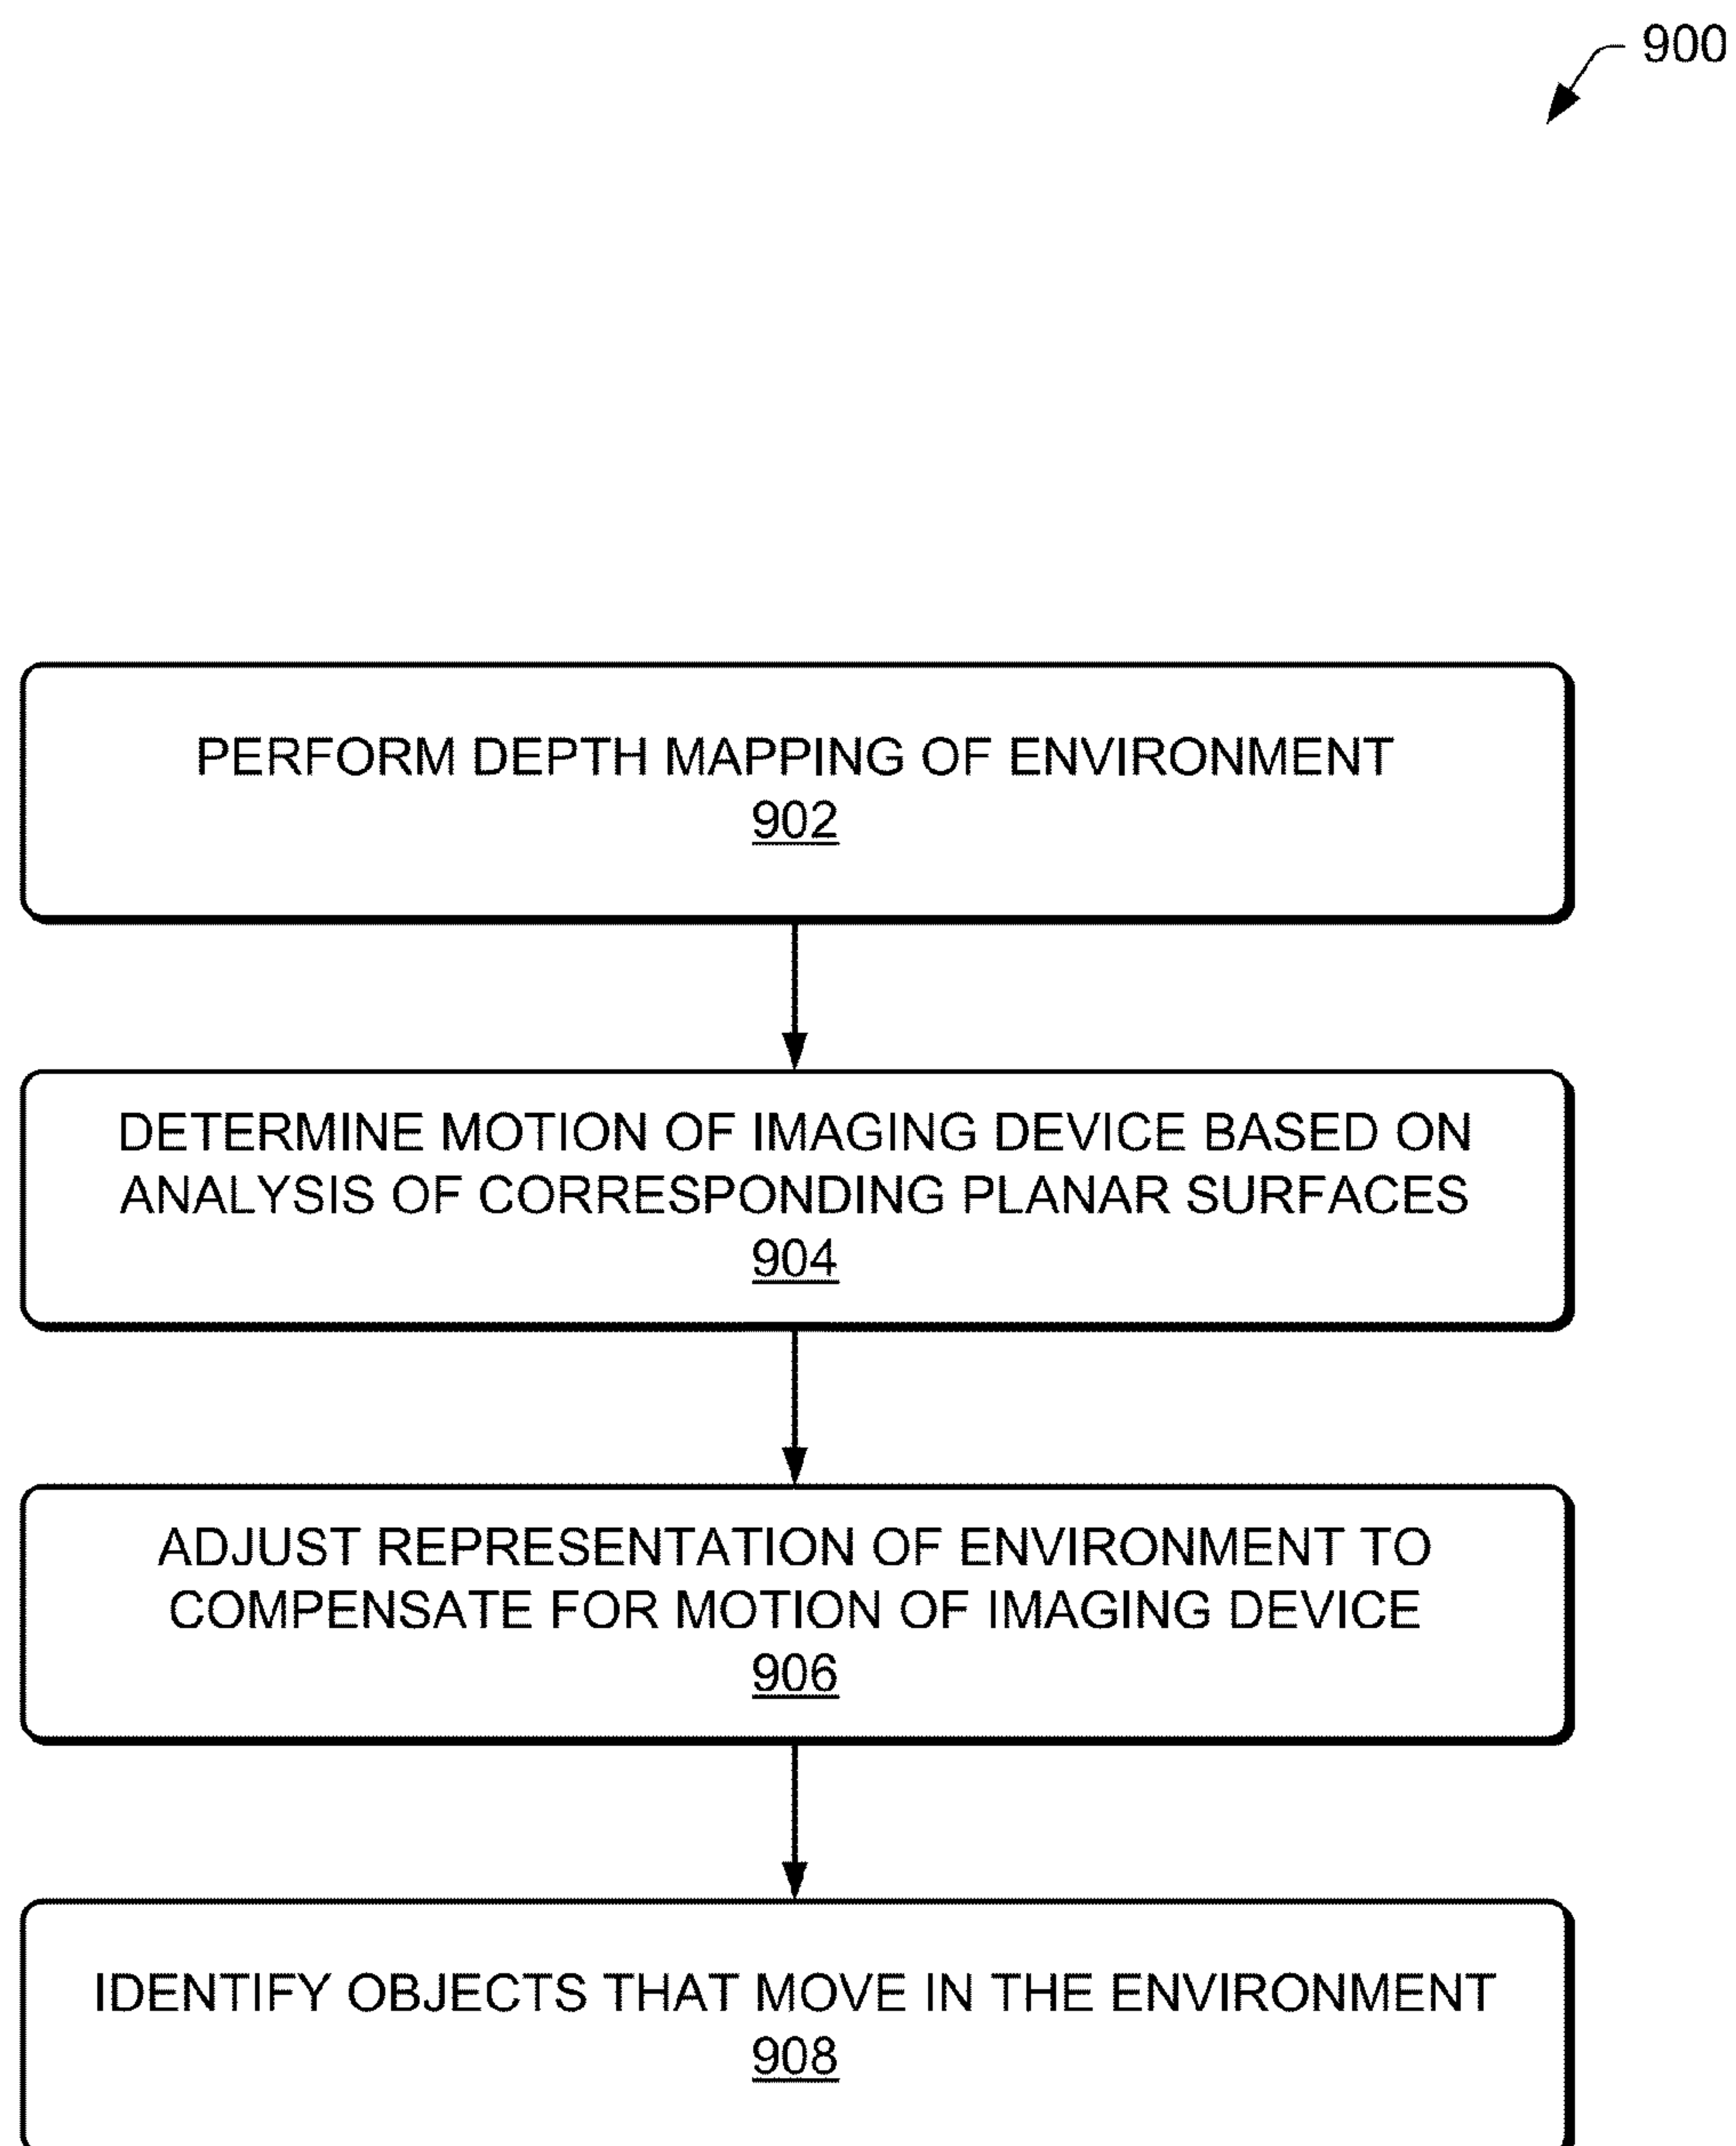 900
PERFORM DEPTH MAPPING OF ENVIRONMENT
902
DETERMINE MOTION OF IMAGING DEVICE BASED ON
ANALYSIS OF CORRESPONDING PLANAR SURFACES
904
ADJUST REPRESENTATION OF ENVIRONMENT TO
COMPENSATE FOR MOTION OF IMAGING DEVICE
906
IDENTIFY OBJECTS THAT MOVE IN THE ENVIRONMENT
908